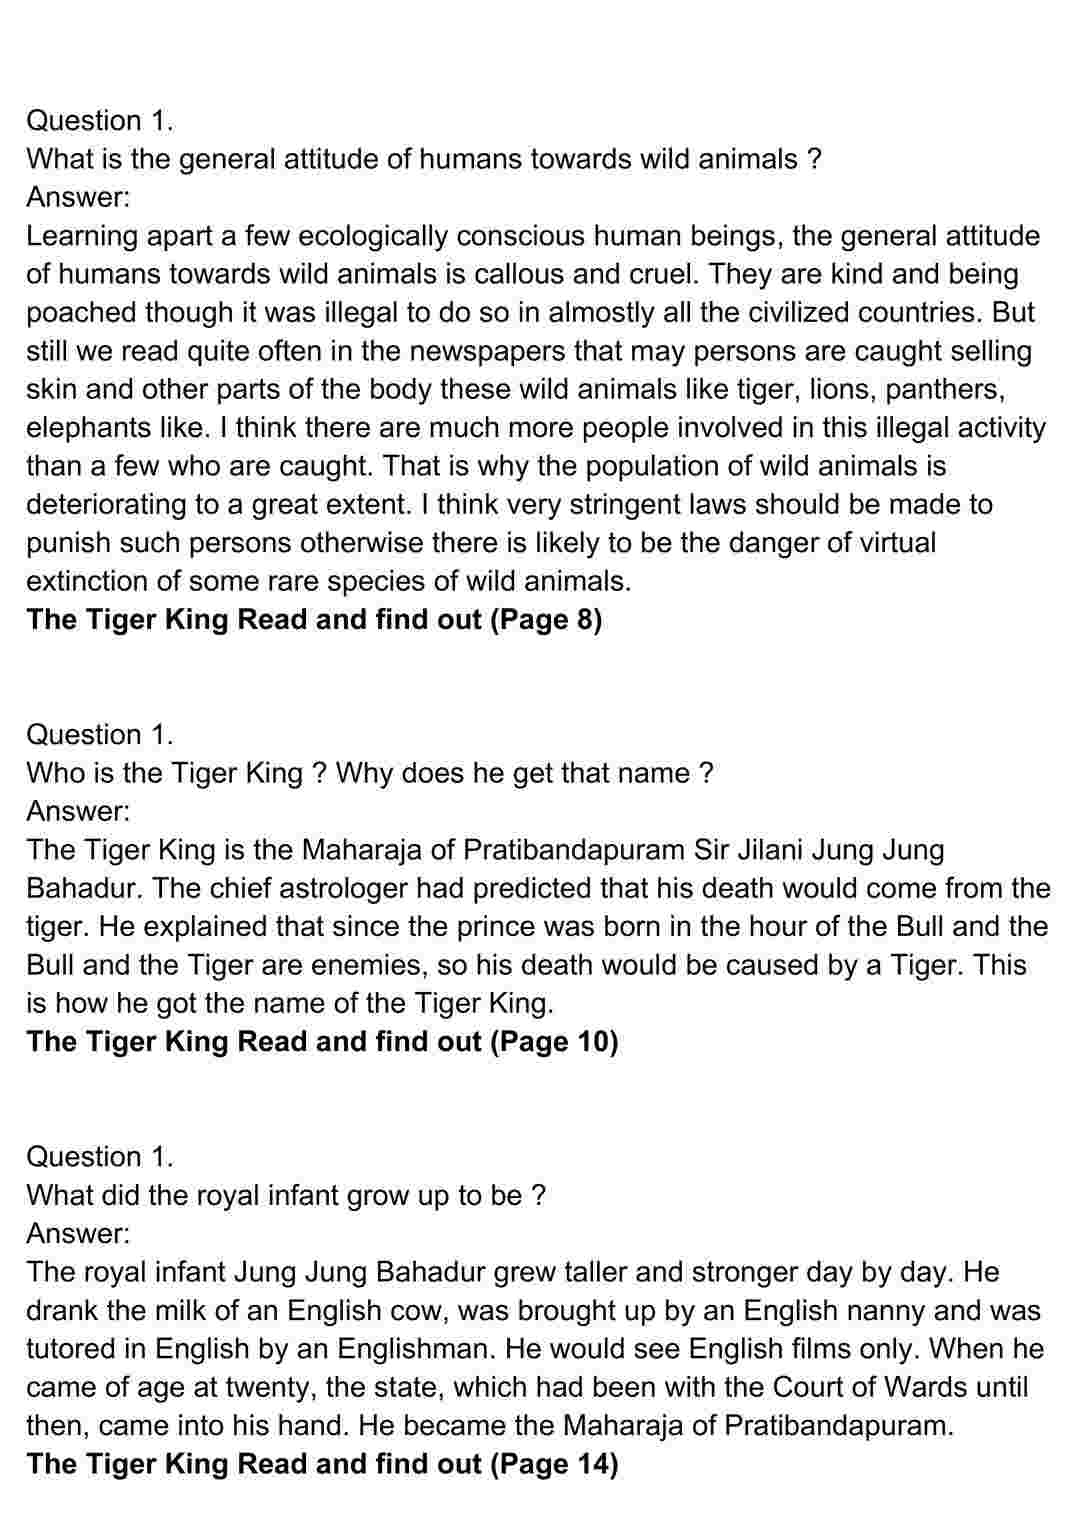 Question 1.
What is the general attitude of humans towards wild animals ?
Answer:
Learning apart a few ecologically conscious human beings, the general attitude
of humans towards wild animals is callous and cruel. They are kind and being
poached though it was illegal to do so in almostly all the civilized countries. But
still we read quite often in the newspapers that may persons are caught selling
skin and other parts of the body these wild animals like tiger, lions, panthers,
elephants like. I think there are much more people involved in this illegal activity
than a few who are caught. That is why the population of wild animals is
deteriorating to a great extent. I think very stringent laws should be made to
punish such persons otherwise there is likely to be the danger of virtual
extinction of some rare species of wild animals.
The Tiger King Read and find out (Page 8)
Question 1.
Who is the Tiger King ? Why does he get that name ?
Answer:
The Tiger King is the Maharaja of Pratibandapuram Sir Jilani Jung Jung
Bahadur. The chief astrologer had predicted that his death would come from the
tiger. He explained that since the prince was born in the hour of the Bull and the
Bull and the Tiger are enemies, so his death would be caused by a Tiger. This
is how he got the name of the Tiger King.
The Tiger King Read and find out (Page 10)
Question 1.
What did the royal infant grow up to be ?
Answer:
The royal infant Jung Jung Bahadur grew taller and stronger day by day. He
drank the milk of an English cow, was brought up by an English nanny and was
tutored in English by an Englishman. He would see English films only. When he
came of age at twenty, the state, which had been with the Court of Wards until
then, came into his hand. He became the Maharaja of Pratibandapuram.
The Tiger King Read and find out (Page 14)